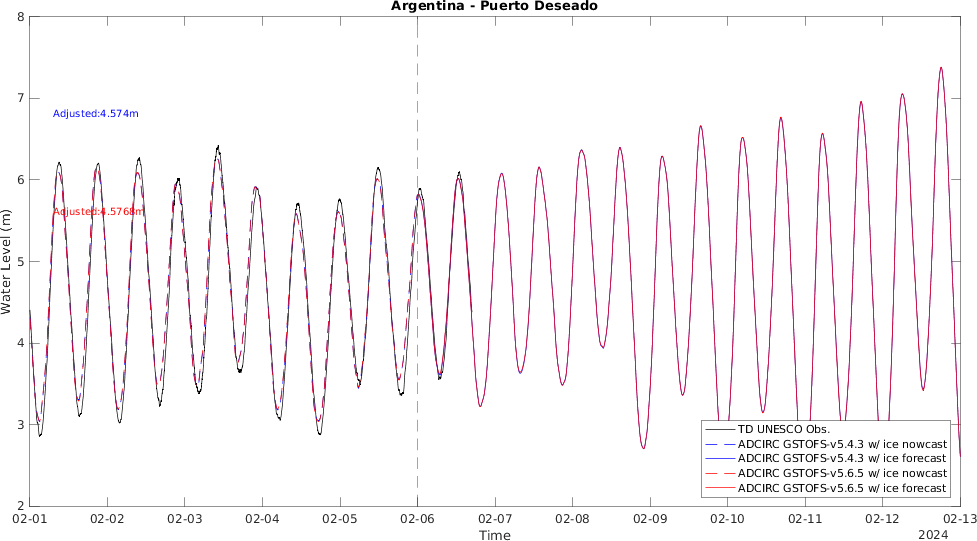 Argentina - Puerto Deseado
8
7
6
5
4
3
2
Water Level (m)
Adjusted:4.574m
Adjusted:4.5768m
TD UNESCO Obs.
ADCIRC GSTOFS-v5.4.3 w/ ice nowcast
ADCIRC GSTOFS-v5.4.3 w/ ice forecast
ADCIRC GSTOFS-v5.6.5 w/ ice nowcast
ADCIRC GSTOFS-v5.6.5 w/ ice forecast
02-01 02-02 02-03 02-04 02-05 02-06 02-07 02-08 02-09 02-10 02-11 02-12 02-13
Time
2024